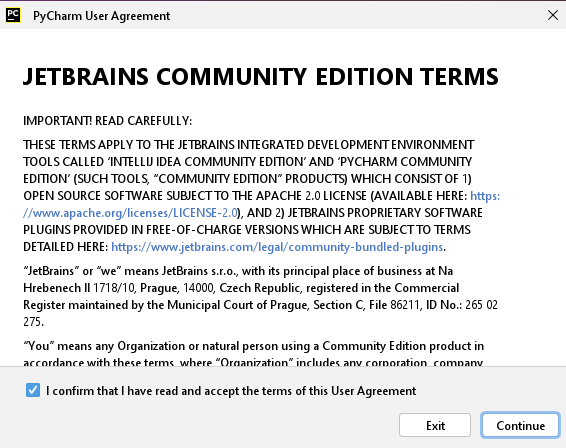 PC PyCharm User Agreement
JETBRAINS COMMUNITY EDITION TERMS
IMPORTANT! READ CAREFULLY:
THESE TERMS APPLY TO THE JETBRAINS INTEGRATED DEVELOPMENT ENVIRONMENT
TOOLS CALLED ‘INTELLIJ IDEA COMMUNITY EDITION’ AND ‘PYCHARM COMMUNITY
EDITION’ (SUCH TOOLS, “COMMUNITY EDITION” PRODUCTS) WHICH CONSIST OF 1)
OPEN SOURCE SOFTWARE SUBJECT TO THE APACHE 2.0 LICENSE (AVAILABLE HERE: https:
//www.apache.org/licenses/LICENSE-2.0), AND 2) JETBRAINS PROPRIETARY SOFTWARE
PLUGINS PROVIDED IN FREE-OF-CHARGE VERSIONS WHICH ARE SUBJECT TO TERMS
DETAILED HERE: https://www.jetbrains.com/legal/community-bundled-plugins.
“JetBrains” or “we” means JetBrains s.r.o., with its principal place of business at Na
Hrebenech II 1718/10, Prague, 14000, Czech Republic, registered in the Commercial
Register maintained by the Municipal Court of Prague, Section C, File 86211, ID No.: 265 02
275.
“You” means any Organization or natural person using a Community Edition product in
accordance with these terms, where “Organization” includes any corporation, company
I confirm that I have read and accept the terms of this User Agreement
Exit Continue